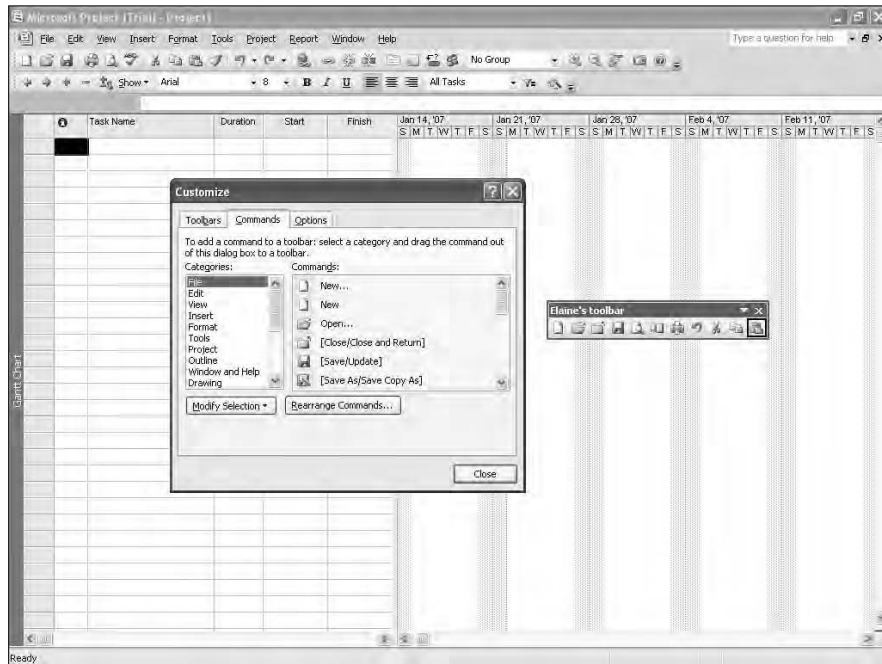 Microsoft Project (Trial) - [Project1]
File Edit View Insert Format Tools Project Report Window Help
Type a question for help
No Group
Show Arial 8 B I U All Tasks
Task Name Duration Start Finish
Jan 14, '07 Jan 21, '07 Jan 28, '07 Feb 4, '07 Feb 11, '07
S M T W T F S S M T W T F S S M T W T F S S M T W T F S S M T W T F S
Customize
Toolbars Commands Options
To add a command to a toolbar: select a category and drag the command out
of this dialog box to a toolbar.
Categories: Commands:
File
Edit
View
Insert
Format
Tools
Project
Outline
Window and Help
Drawing
New...
New
Open...
[Close/Close and Return]
[Save/Update]
[Save As/Save Copy As]
Modify Selection Rearrange Commands...
Close
Elaine's toolbar
Gantt Chart
Ready